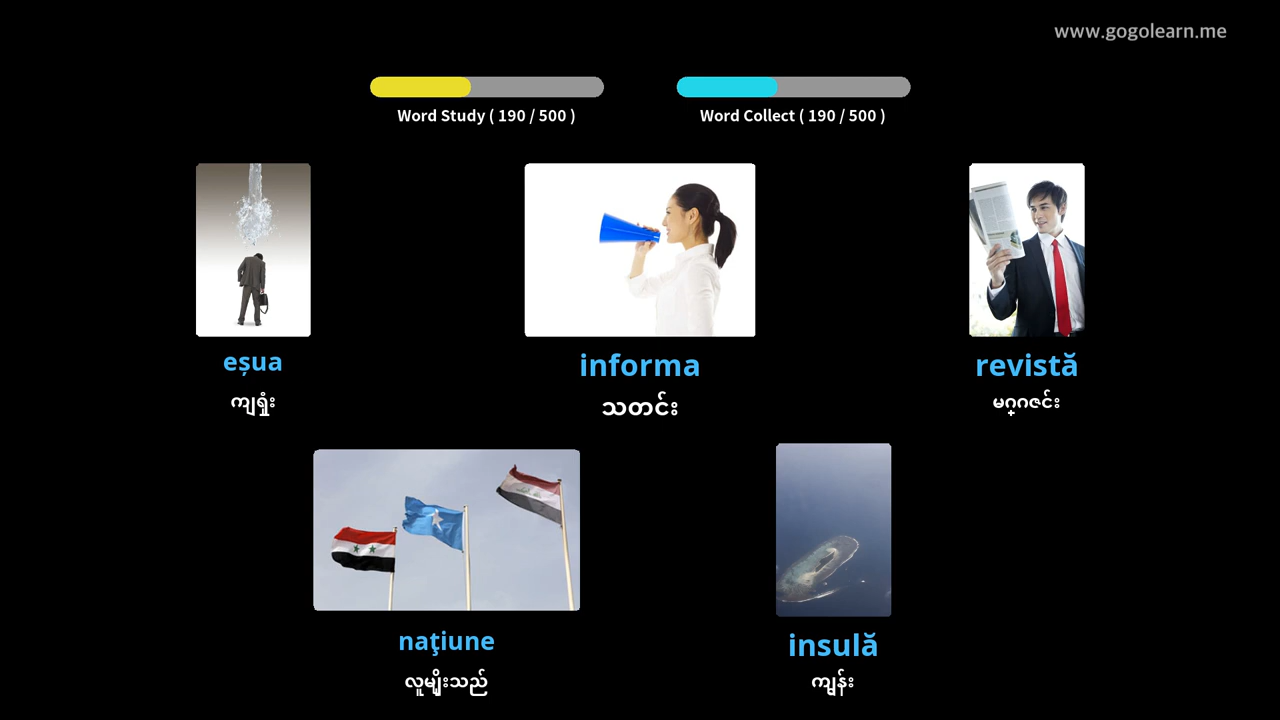 www.gogolearn.me
Word Study ( 190 / 500 )
Word Collect ( 190 / 500 )
eșua
ကျရှုံး
informa
သတင်း
revistă
မဂ္ဂဇင်း
naţiune
လူမျိုးသည်
insulă
ကျွန်း